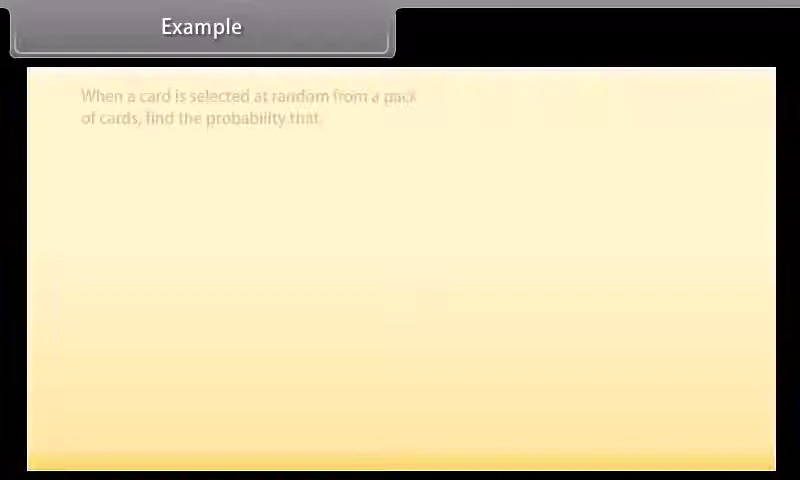 Example
When a card is selected at random from a pack
of cards, find the probability that